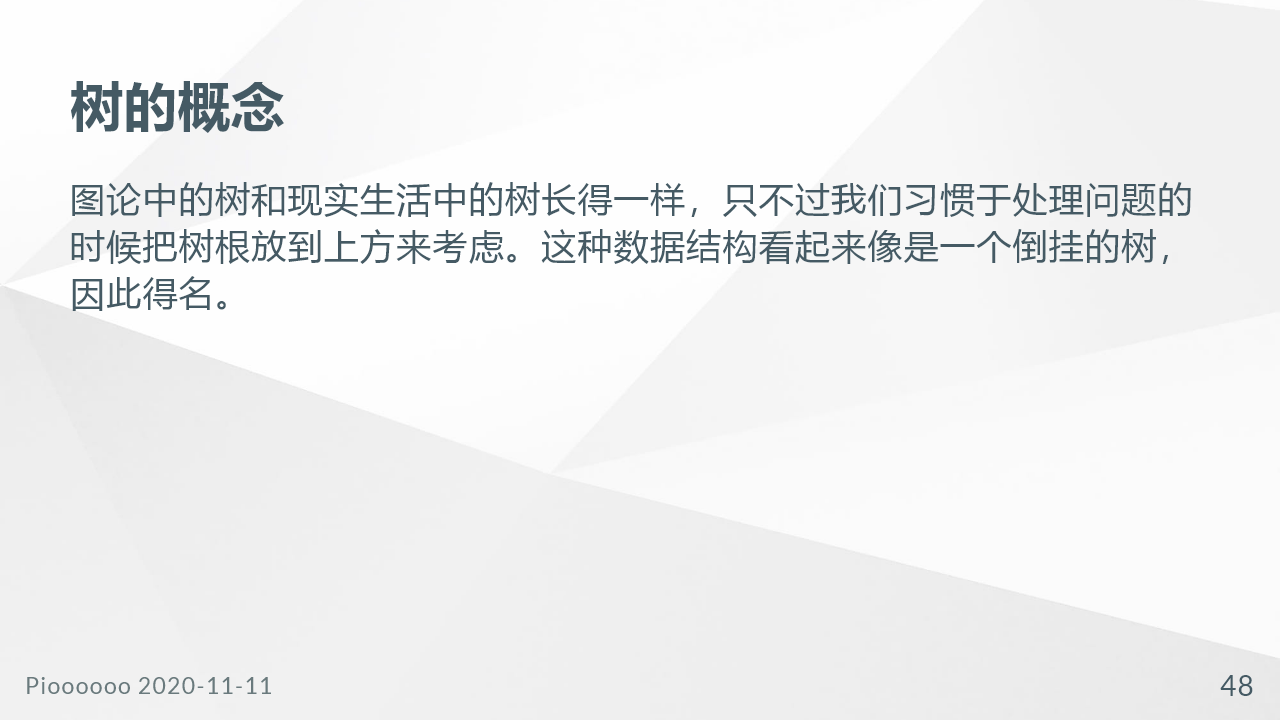 树的概念
图论中的树和现实生活中的树长得一样，只不过我们习惯于处理问题的
时候把树根放到上方来考虑。这种数据结构看起来像是一个倒挂的树，
因此得名。
Pioooooo 2020-11-11
48